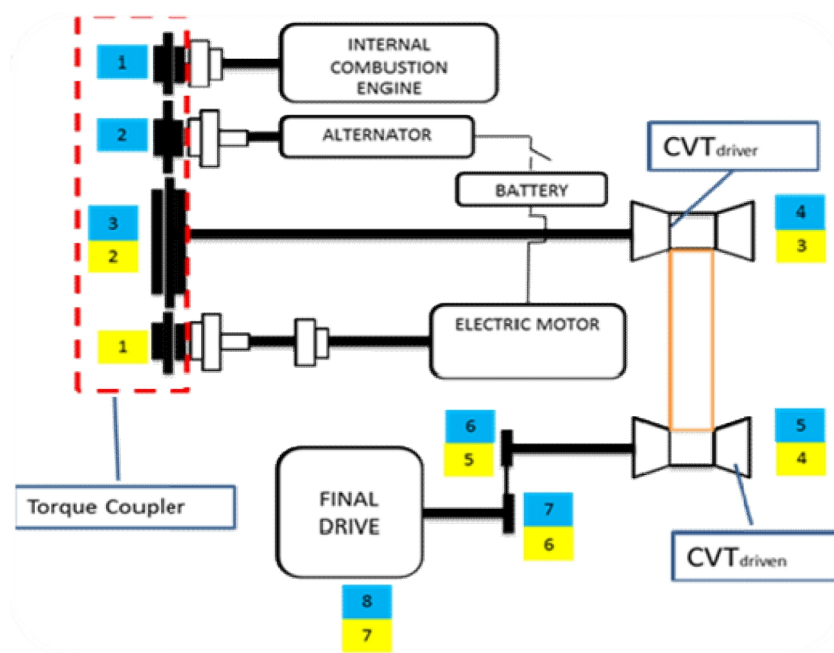 1
INTERNAL
COMBUSTION
ENGINE
2
ALTERNATOR
CVTdriver
BATTERY
3
2
4
3
1
ELECTRIC MOTOR
6
5
5
4
Torque Coupler
FINAL
DRIVE
7
6
CVTdriven
8
7